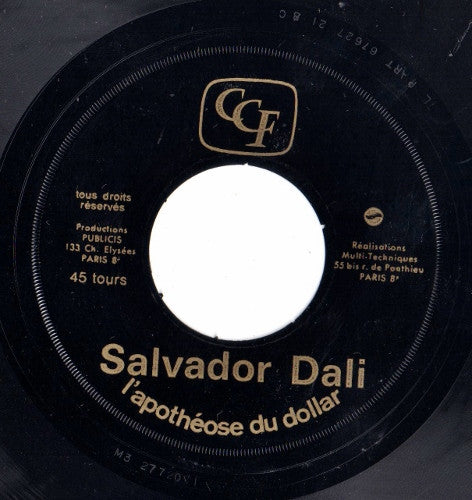 CCF
tous droits
réservés
Productions
PUBLICIS
133 Ch. Elysées
PARIS 8e
45 tours
Réalisations
Multi-Techniques
55 bis r. de Ponthieu
PARIS 8e
Salvador Dali
l'apothéose du dollar